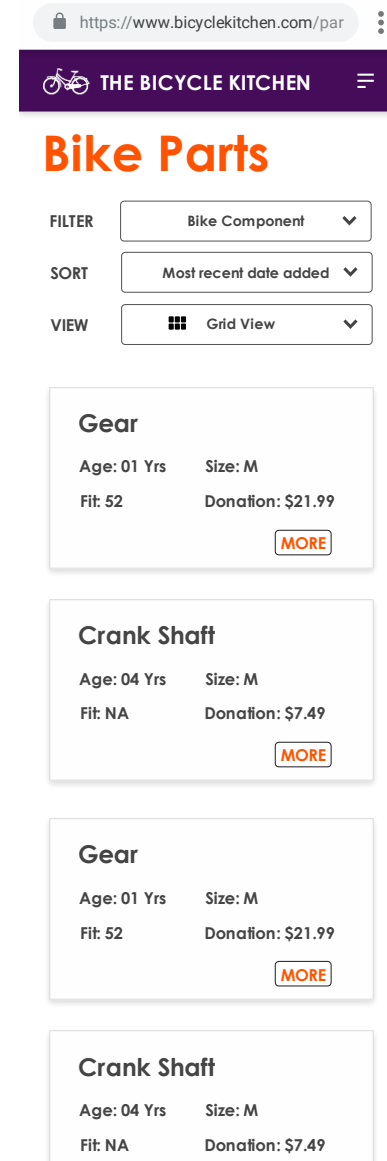 https://www.bicyclekitchen.com/par
THE BICYCLE KITCHEN
Bike Parts
FILTER Bike Component
SORT Most recent date added
VIEW Grid View
Gear
Age: 01 Yrs Size: M
Fit: 52 Donation: $21.99
MORE
Crank Shaft
Age: 04 Yrs Size: M
Fit: NA Donation: $7.49
MORE
Gear
Age: 01 Yrs Size: M
Fit: 52 Donation: $21.99
MORE
Crank Shaft
Age: 04 Yrs Size: M
Fit: NA Donation: $7.49